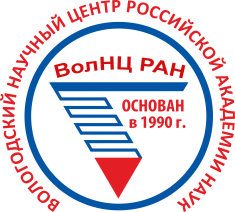 ВОЛОГОДСКИЙ НАУЧНЫЙ ЦЕНТР РОССИЙСКОЙ АКАДЕМИИ НАУК
ВолНЦ РАН
ОСНОВАН
в 1990 г.